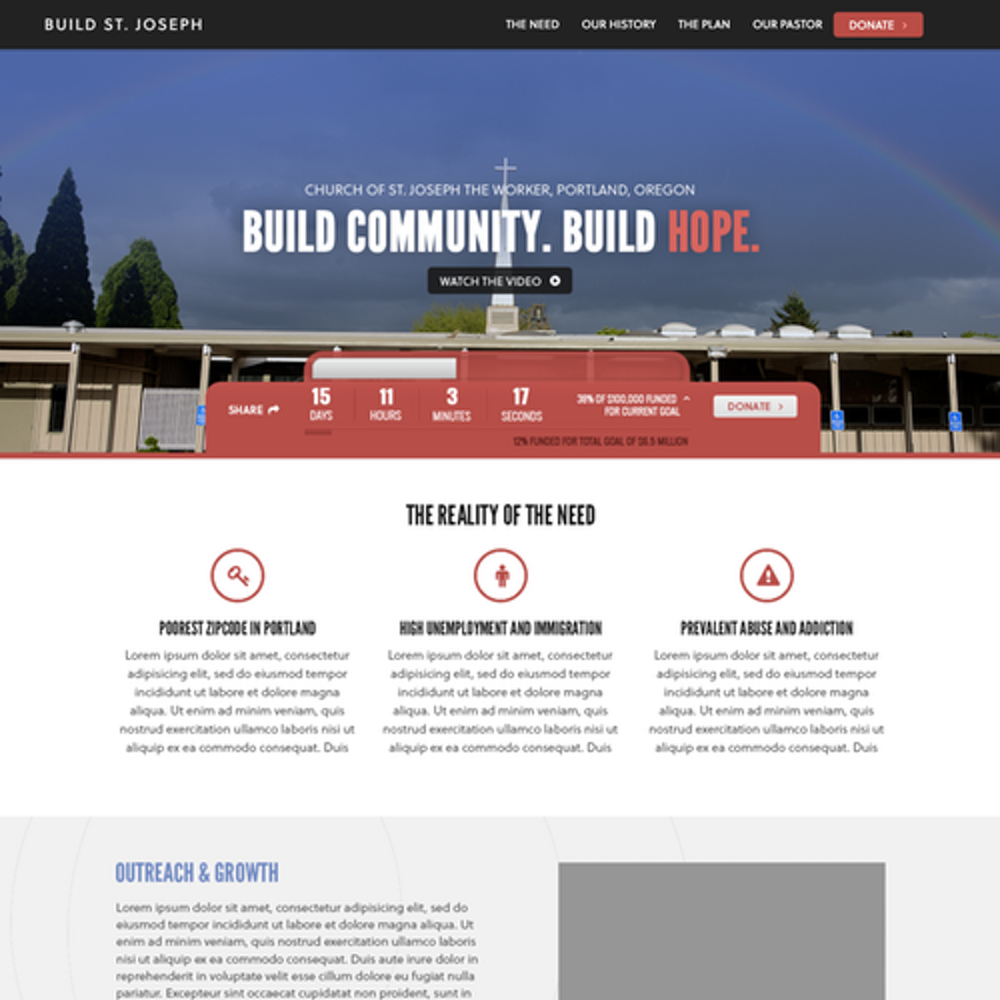 BUILD ST. JOSEPH
THE NEED OUR HISTORY THE PLAN OUR PASTOR DONATE >
CHURCH OF ST. JOSEPH THE WORKER, PORTLAND, OREGON
BUILD COMMUNITY. BUILD HOPE.
WATCH THE VIDEO
SHARE
15 DAYS
11 HOURS
3 MINUTES
17 SECONDS
38% OF $100,000 FUNDED
FOR CURRENT GOAL
DONATE >
12% FUNDED FOR TOTAL GOAL OF $6.5 MILLION
THE REALITY OF THE NEED
POOREST ZIPCODE IN PORTLAND
Lorem ipsum dolor sit amet, consectetur
adipisicing elit, sed do eiusmod tempor
incididunt ut labore et dolore magna
aliqua. Ut enim ad minim veniam, quis
nostrud exercitation ullamco laboris nisi ut
aliquip ex ea commodo consequat. Duis
HIGH UNEMPLOYMENT AND IMMIGRATION
Lorem ipsum dolor sit amet, consectetur
adipisicing elit, sed do eiusmod tempor
incididunt ut labore et dolore magna
aliqua. Ut enim ad minim veniam, quis
nostrud exercitation ullamco laboris nisi ut
aliquip ex ea commodo consequat. Duis
PREVALENT ABUSE AND ADDICTION
Lorem ipsum dolor sit amet, consectetur
adipisicing elit, sed do eiusmod tempor
incididunt ut labore et dolore magna
aliqua. Ut enim ad minim veniam, quis
nostrud exercitation ullamco laboris nisi ut
aliquip ex ea commodo consequat. Duis
OUTREACH & GROWTH
Lorem ipsum dolor sit amet, consectetur adipisicing elit, sed do
eiusmod tempor incididunt ut labore et dolore magna aliqua. Ut
enim ad minim veniam, quis nostrud exercitation ullamco laboris
nisi ut aliquip ex ea commodo consequat. Duis aute irure dolor in
reprehenderit in voluptate velit esse cillum dolore eu fugiat nulla
pariatur. Excepteur sint occaecat cupidatat non proident, sunt in